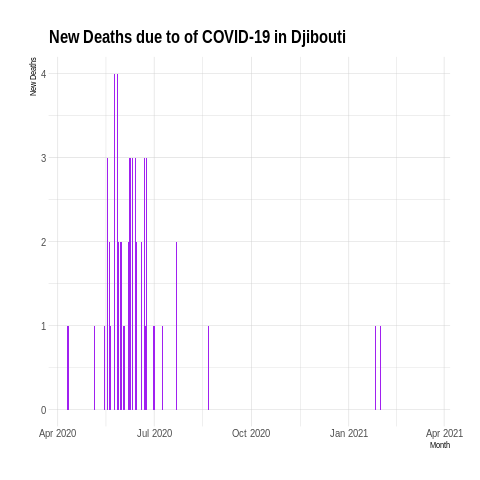 New Deaths due to of COVID-19 in Djibouti
New Deaths
4
3
2
1
0
Apr 2020 Jul 2020 Oct 2020 Jan 2021 Apr 2021
Month